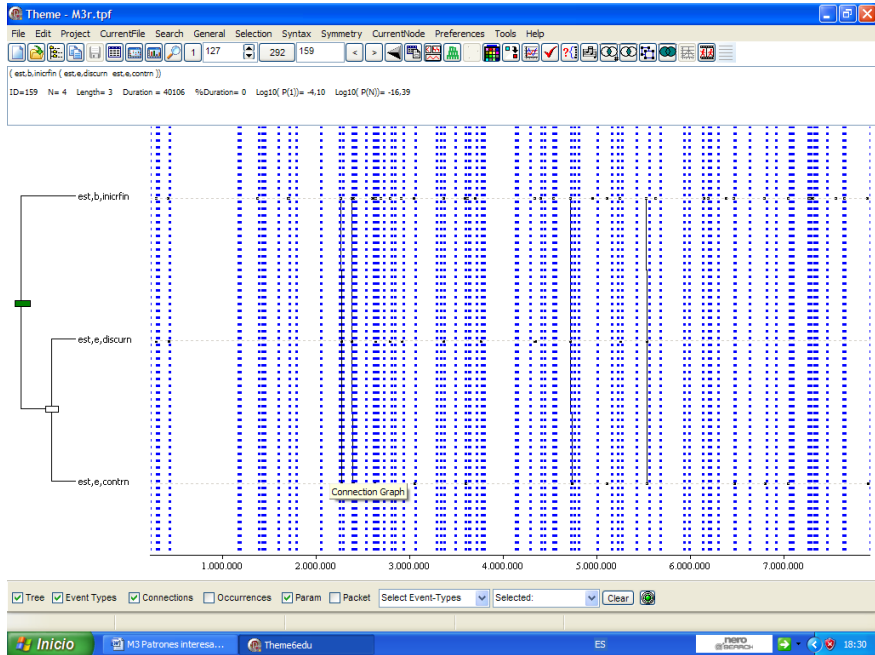 Theme - M3r.tpf
File Edit Project CurrentFile Search General Selection Syntax Symmetry CurrentNode Preferences Tools Help
1 127 292 159 < >
( est,b,inicrfin ( est,e,discurn est,e,contrn ))
ID=159 N= 4 Length= 3 Duration = 40106 %Duration= 0 Log10( P(1))= -4,10 Log10( P(N))= -16,39
est,b,inicrfin
est,e,discurn
est,e,contrn
Connection Graph
1.000.000 2.000.000 3.000.000 4.000.000 5.000.000 6.000.000 7.000.000
Tree Event Types Connections Occurrences Param Packet Select Event-Types Selected: Clear
Inicio M3 Patrones interesa... Theme6edu ES nero SEARCH 18:30